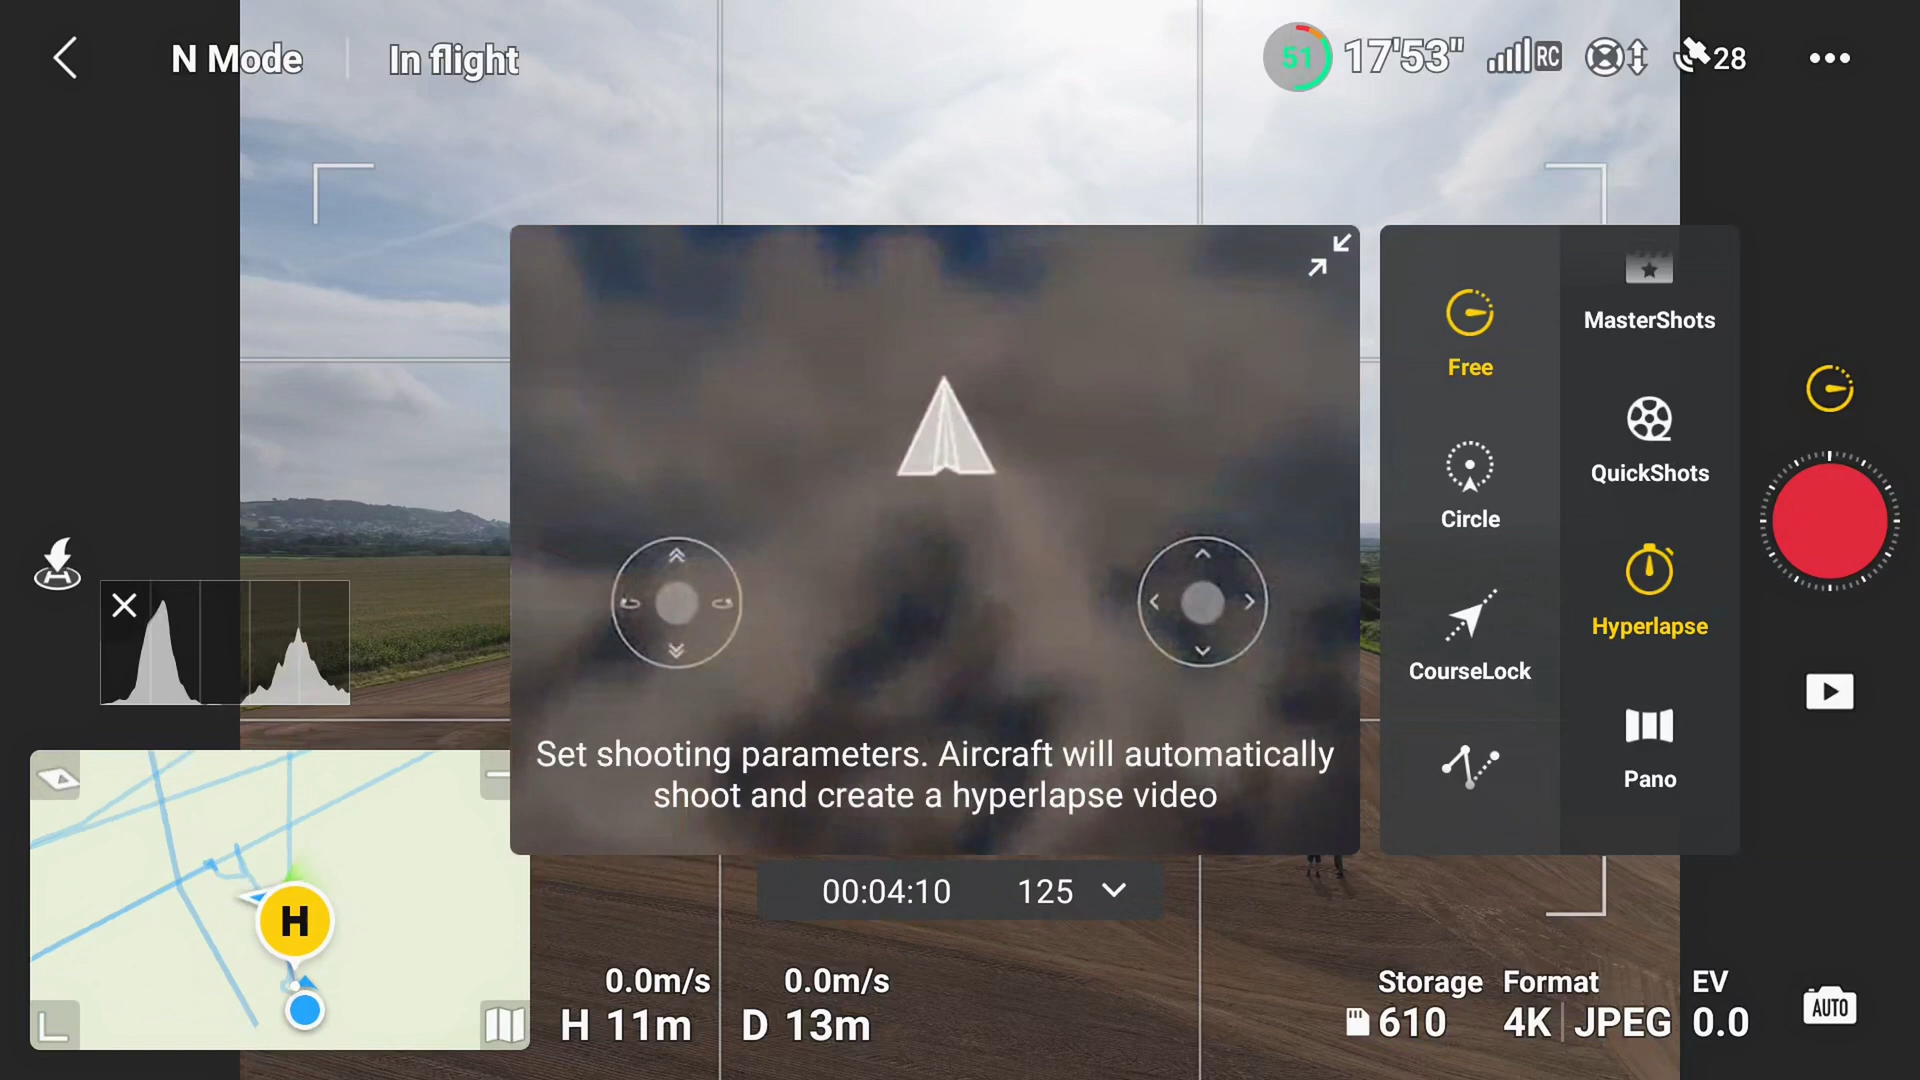 N Mode
In flight
51
17'53"
RC
28
MasterShots
Free
QuickShots
Circle
Hyperlapse
CourseLock
Pano
Set shooting parameters. Aircraft will automatically
shoot and create a hyperlapse video
H
00:04:10 125
0.0m/s 0.0m/s
H 11m D 13m
Storage Format EV
610 4K JPEG 0.0
AUTO